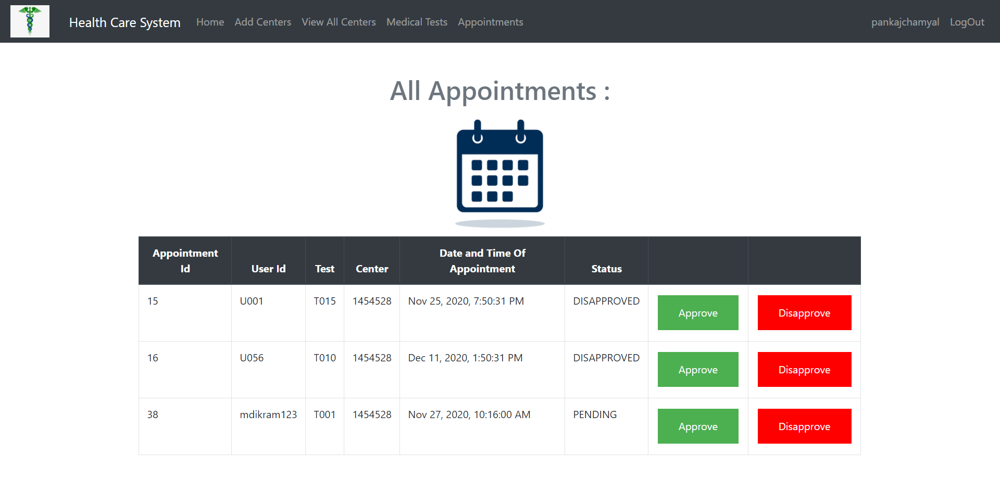 Health Care System Home Add Centers View All Centers Medical Tests Appointments pankajchamyal LogOut
All Appointments :
Appointment Id User Id Test Center Date and Time Of Appointment Status
15 U001 T015 1454528 Nov 25, 2020, 7:50:31 PM DISAPPROVED Approve Disapprove
16 U056 T010 1454528 Dec 11, 2020, 1:50:31 PM DISAPPROVED Approve Disapprove
38 mdikram123 T001 1454528 Nov 27, 2020, 10:16:00 AM PENDING Approve Disapprove